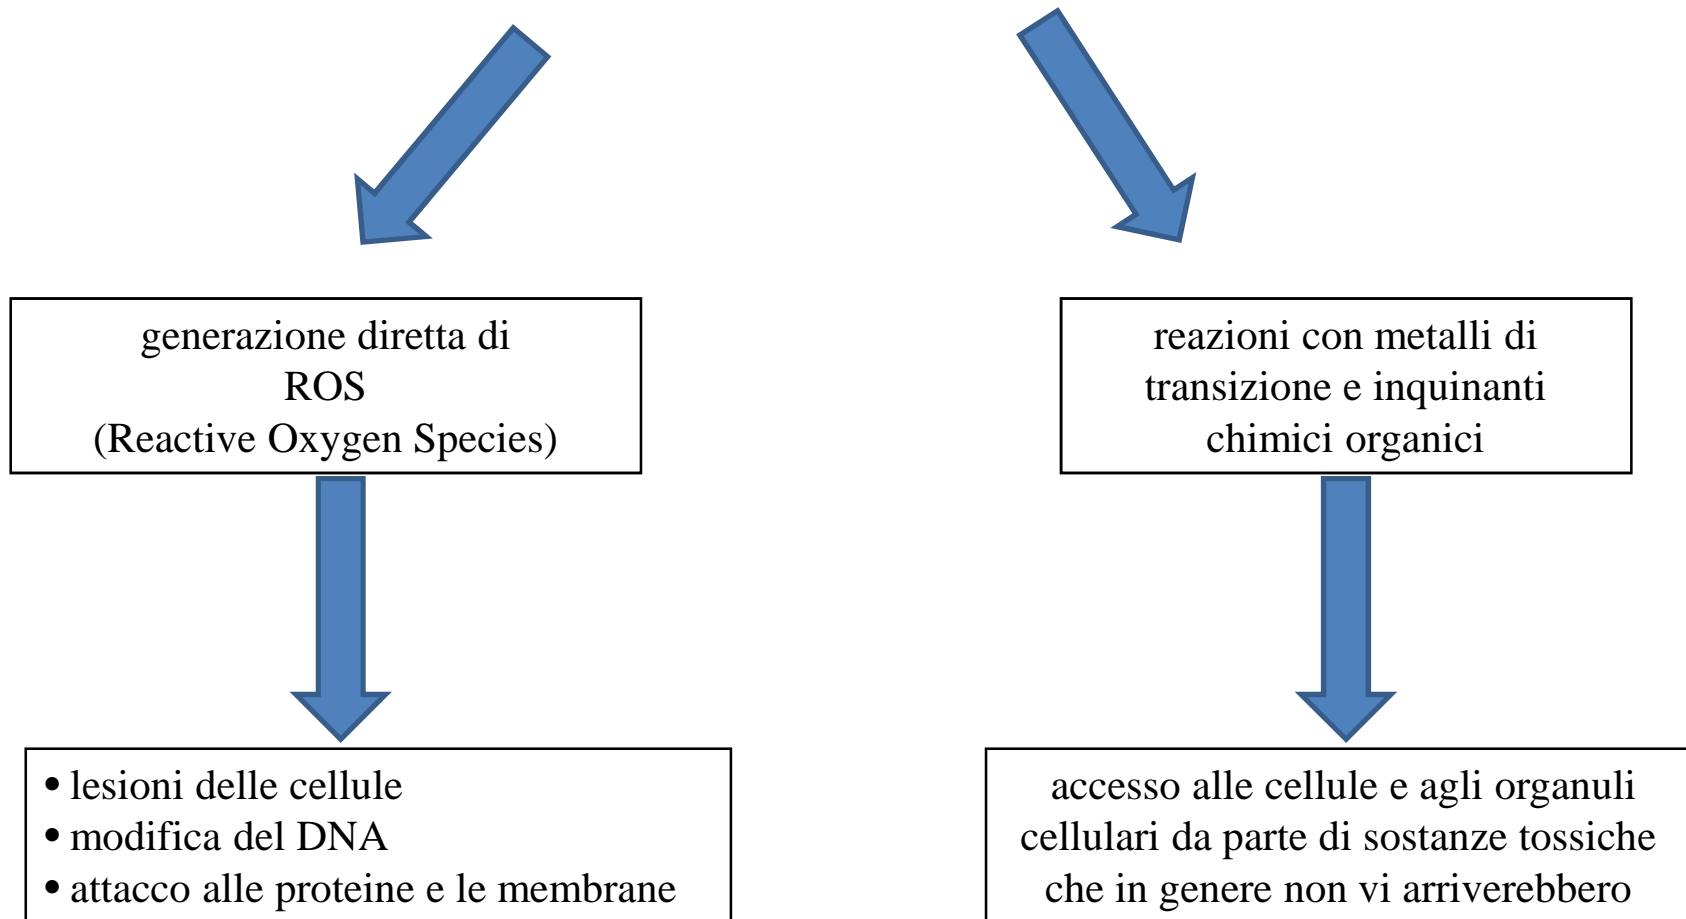 generazione diretta di
ROS
(Reactive Oxygen Species)
reazioni con metalli di
transizione e inquinanti
chimici organici
• lesioni delle cellule
• modifica del DNA
• attacco alle proteine e le membrane
accesso alle cellule e agli organuli
cellulari da parte di sostanze tossiche
che in genere non vi arriverebbero